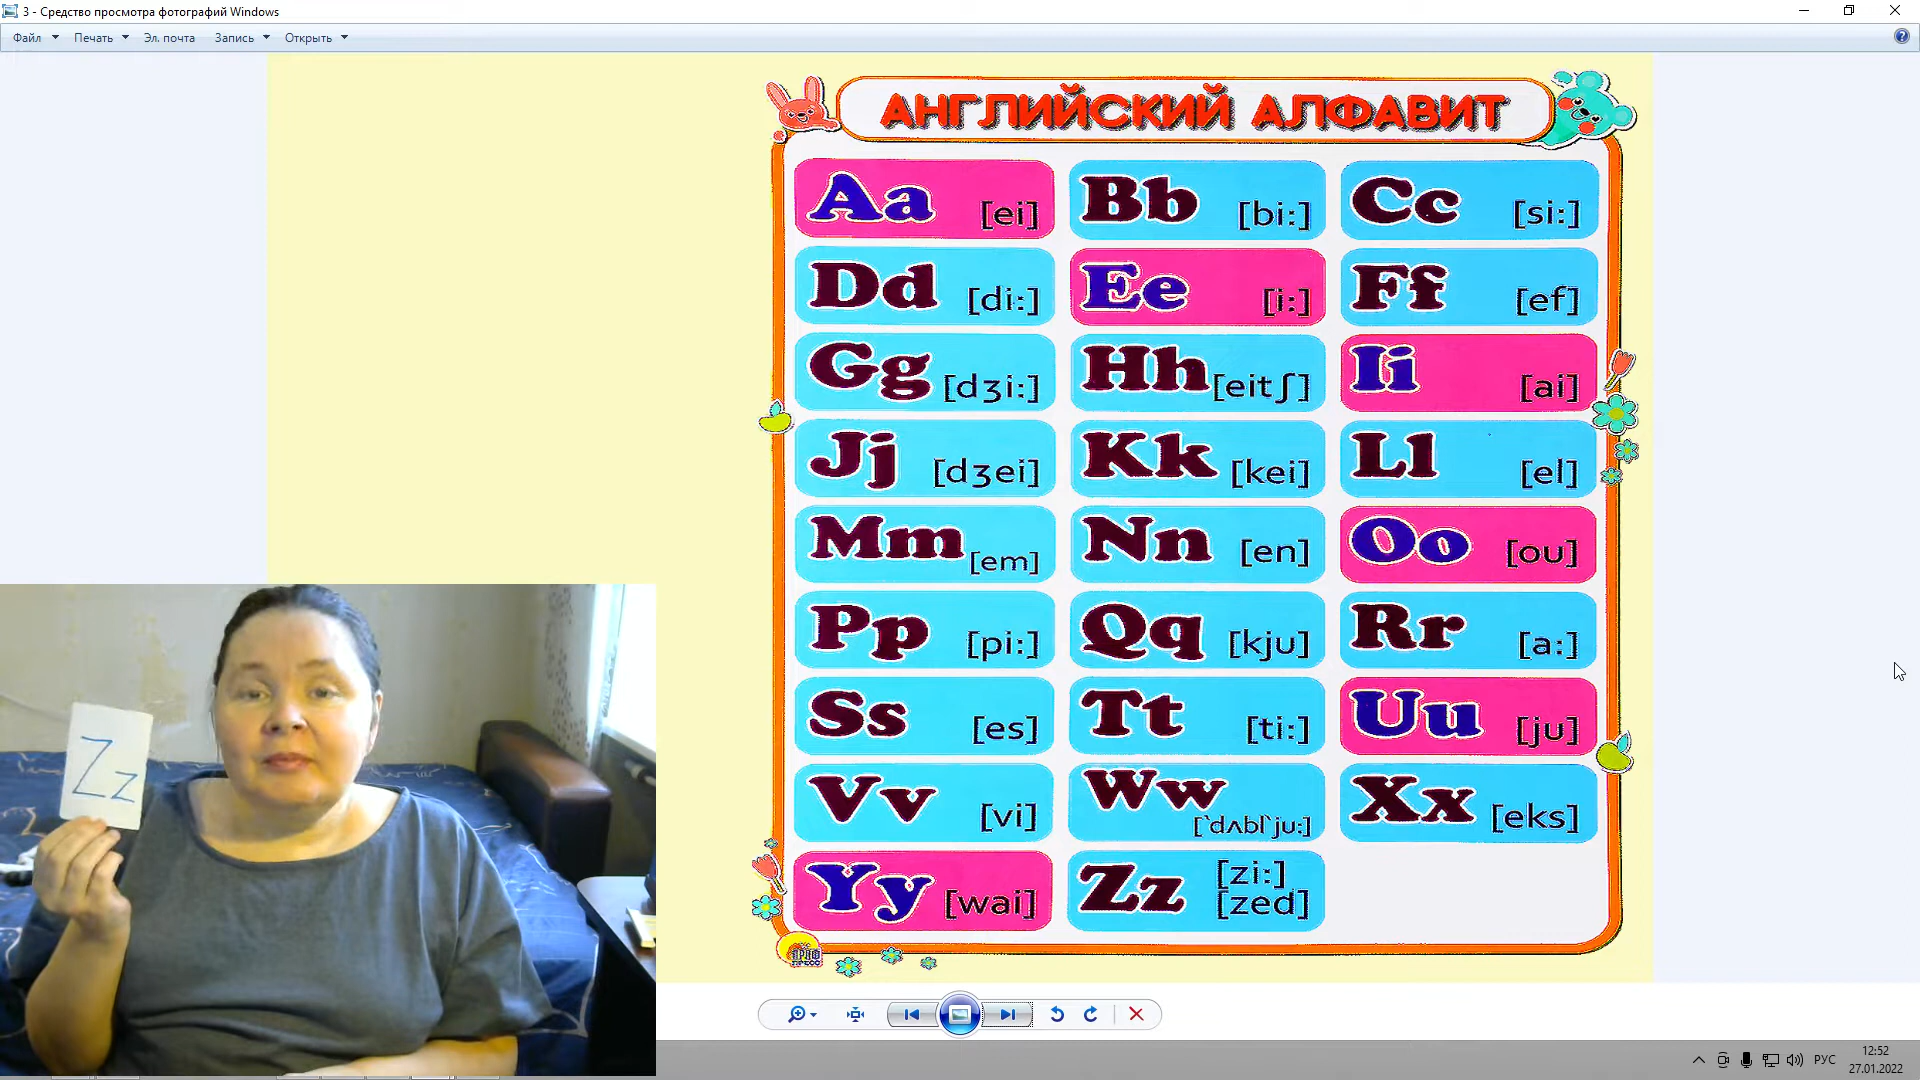 3 - Средство просмотра фотографий Windows
Файл Печать Эл. почта Запись Открыть
АНГЛИЙСКИЙ АЛФАВИТ
Aa [ei] Bb [bi:] Cc [si:]
Dd [di:] Ee [i:] Ff [ef]
Gg [dʒi:] Hh [eitʃ] Ii [ai]
Jj [dʒei] Kk [kei] Ll [el]
Mm [em] Nn [en] Oo [ou]
Pp [pi:] Qq [kju] Rr [a:]
Ss [es] Tt [ti:] Uu [ju]
Vv [vi] Ww [`dʌbl`ju:] Xx [eks]
Yy [wai] Zz [zi:]
[zed]
Zz
РУС
12:52
27.01.2022